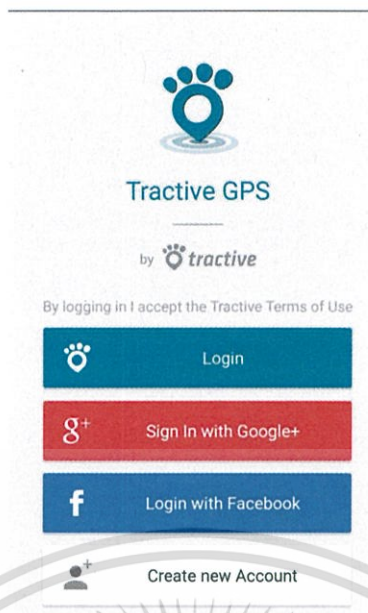 Tractive GPS
by tractive
By logging in I accept the Tractive Terms of Use
Login
g+ Sign In with Google+
f Login with Facebook
Create new Account